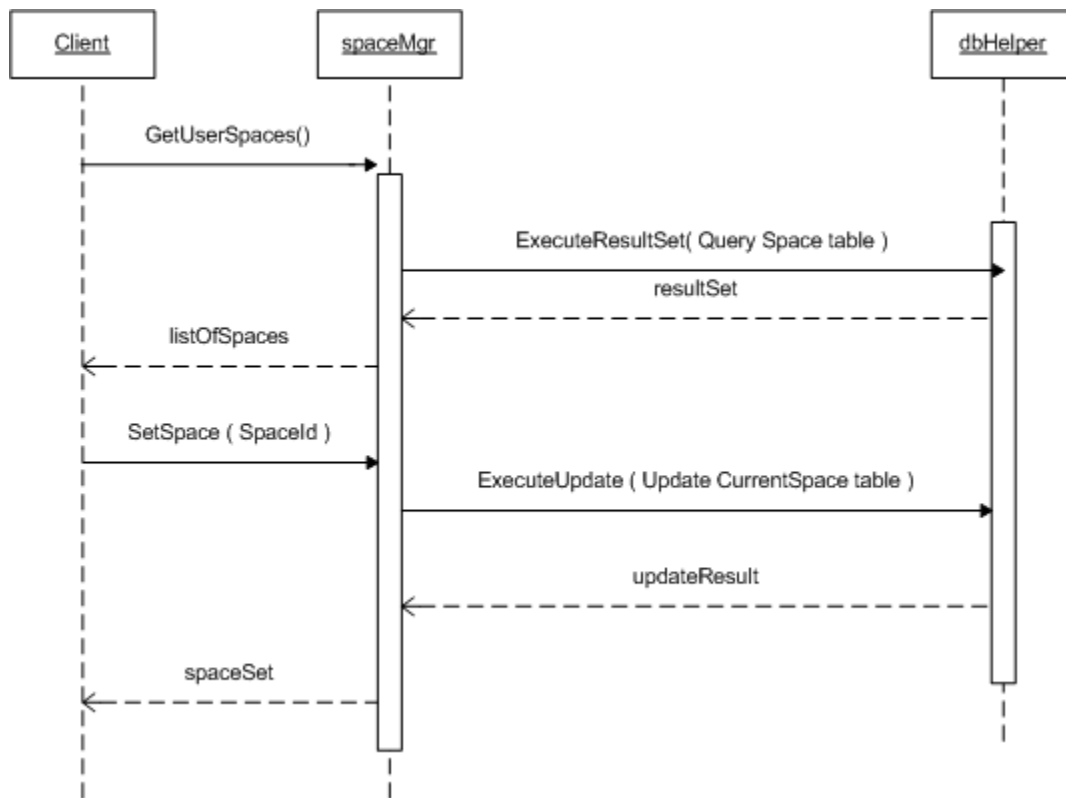 Client
spaceMgr
dbHelper
GetUserSpaces()
ExecuteResultSet( Query Space table )
resultSet
listOfSpaces
SetSpace ( SpaceId )
ExecuteUpdate ( Update CurrentSpace table )
updateResult
spaceSet